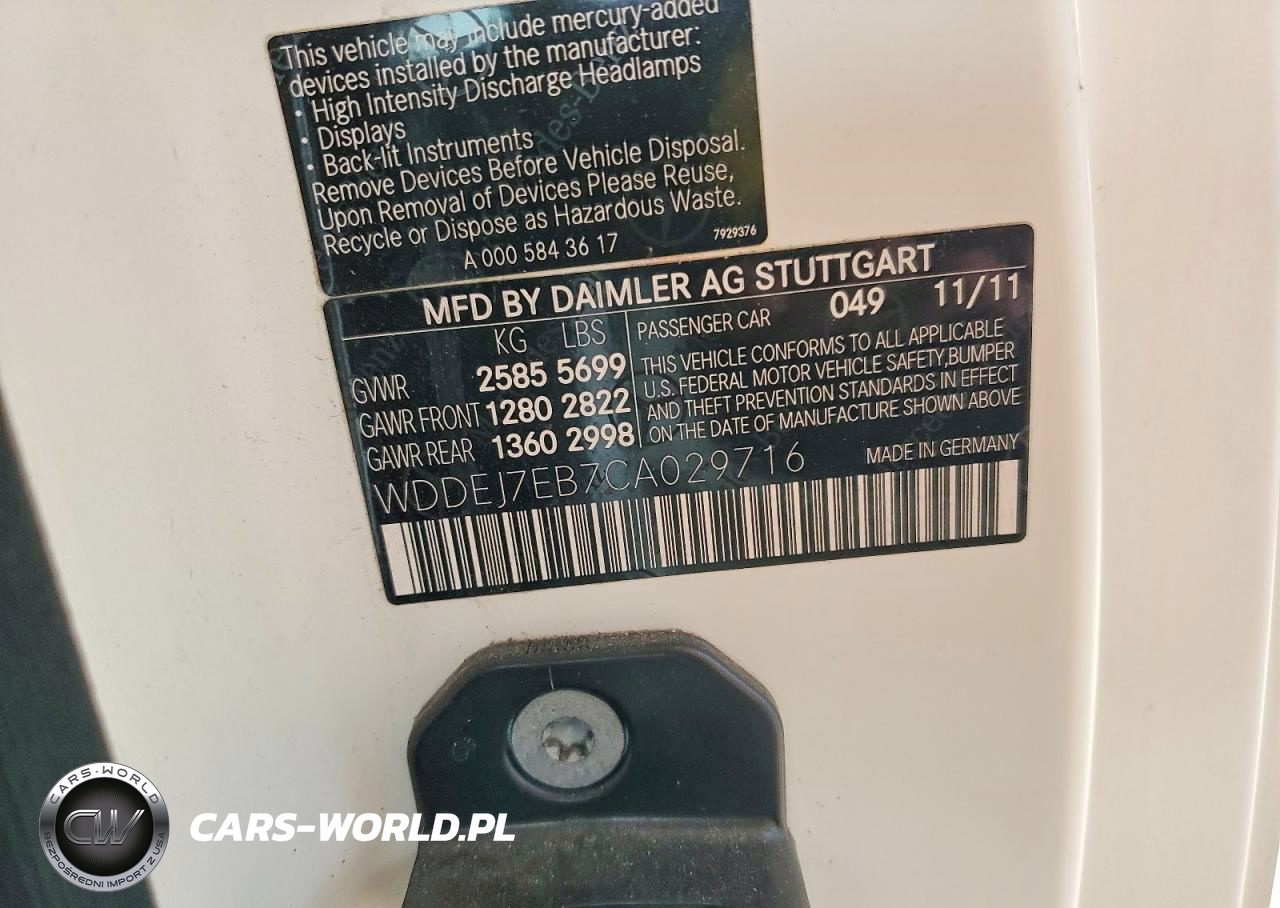 This vehicle may include mercury-added
devices installed by the manufacturer:
· High Intensity Discharge Headlamps
· Displays
· Back-lit Instruments
Remove Devices Before Vehicle Disposal.
Upon Removal of Devices Please Reuse,
Recycle or Dispose as Hazardous Waste.
A 000 584 36 17
7929376
MFD BY DAIMLER AG STUTTGART
KG LBS
PASSENGER CAR 049 11/11
GVWR 2585 5699
GAWR FRONT 1280 2822
GAWR REAR 1360 2998
THIS VEHICLE CONFORMS TO ALL APPLICABLE
U.S. FEDERAL MOTOR VEHICLE SAFETY,BUMPER
AND THEFT PREVENTION STANDARDS IN EFFECT
ON THE DATE OF MANUFACTURE SHOWN ABOVE
WDDEJ7EB7CA029716
MADE IN GERMANY
CARS-WORLD
CW
BEZPOŚREDNI IMPORT Z USA
CARS-WORLD.PL